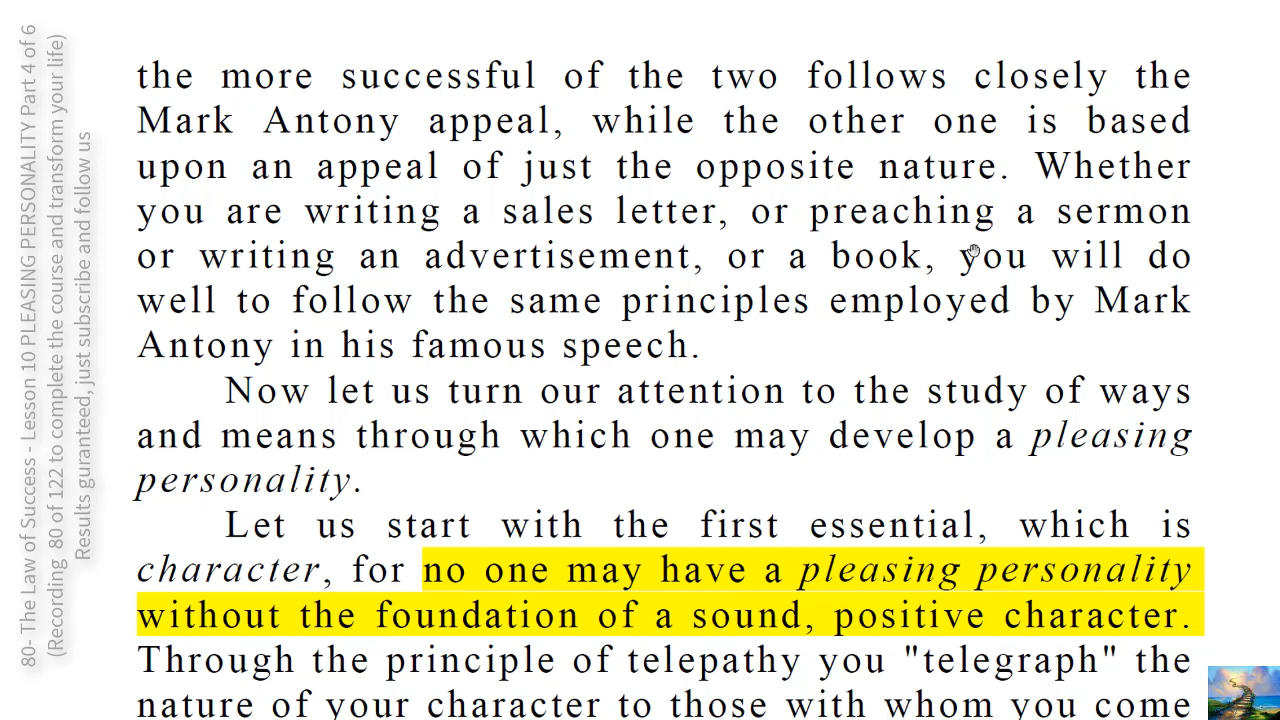 80- The Law of Success - Lesson 10 PLEASING PERSONALITY Part 4 of 6
(Recording 80 of 122 to complete the course and transform your life)
Results guranteed, just subscribe and follow us
the more successful of the two follows closely the
Mark Antony appeal, while the other one is based
upon an appeal of just the opposite nature. Whether
you are writing a sales letter, or preaching a sermon
or writing an advertisement, or a book, you will do
well to follow the same principles employed by Mark
Antony in his famous speech.
Now let us turn our attention to the study of ways
and means through which one may develop a pleasing
personality.
Let us start with the first essential, which is
character, for no one may have a pleasing personality
without the foundation of a sound, positive character.
Through the principle of telepathy you "telegraph" the
nature of your character to those with whom you come